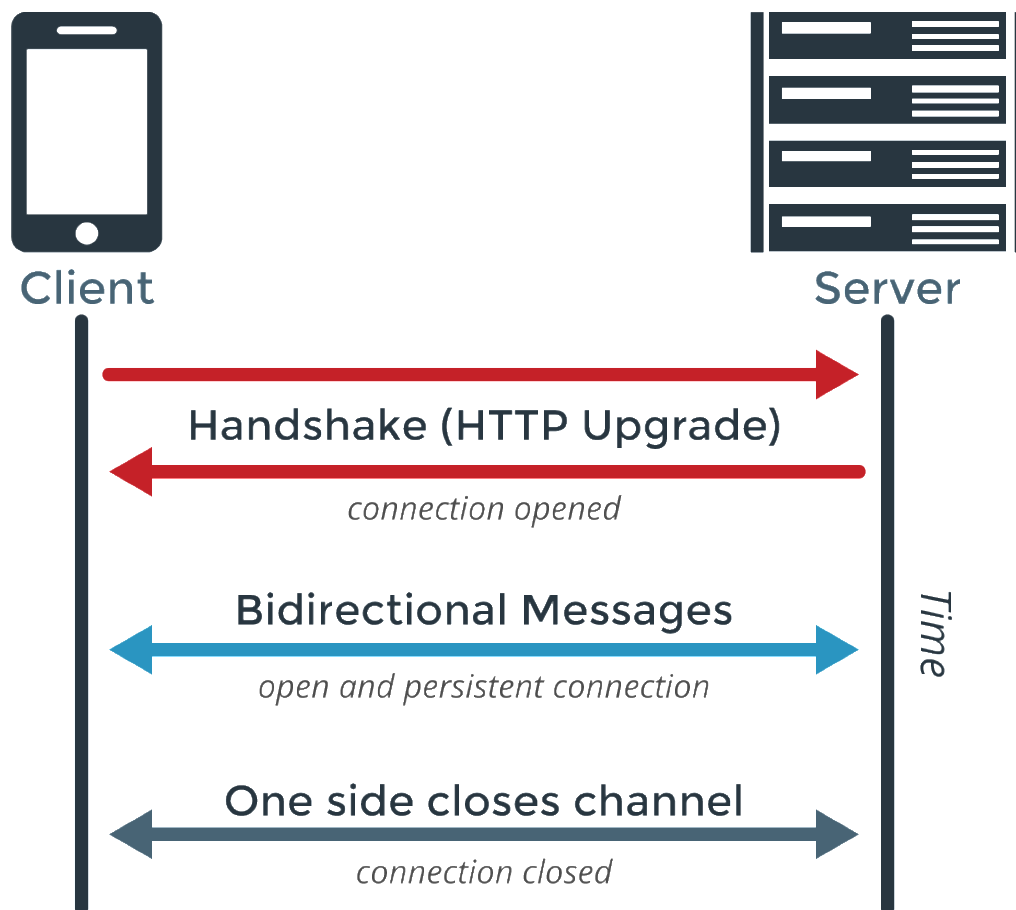 Client
Server
Handshake (HTTP Upgrade)
connection opened
Bidirectional Messages
open and persistent connection
Time
One side closes channel
connection closed